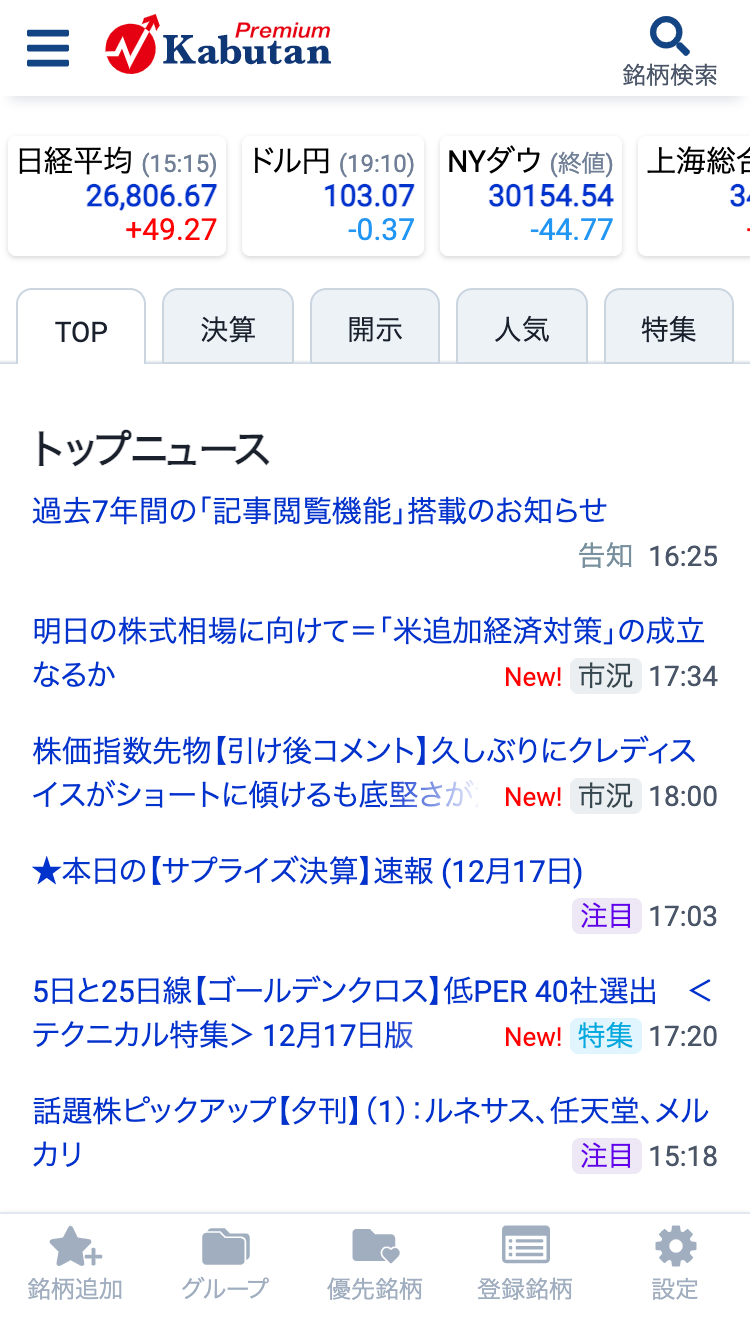 Premium
Kabutan
銘柄検索
日経平均 (15:15)
26,806.67
+49.27
ドル円 (19:10)
103.07
-0.37
NYダウ (終値)
30154.54
-44.77
上海総合
TOP
決算
開示
人気
特集
トップニュース
過去7年間の「記事閲覧機能」搭載のお知らせ
告知 16:25
明日の株式相場に向けて=「米追加経済対策」の成立
なるか New! 市況 17:34
株価指数先物【引け後コメント】久しぶりにクレディス
イスがショートに傾けるも底堅さが New! 市況 18:00
★本日の【サプライズ決算】速報 (12月17日)
注目 17:03
5日と25日線【ゴールデンクロス】低PER 40社選出 <
テクニカル特集> 12月17日版 New! 特集 17:20
話題株ピックアップ【夕刊】(1):ルネサス、任天堂、メル
カリ 注目 15:18
銘柄追加
グループ
優先銘柄
登録銘柄
設定